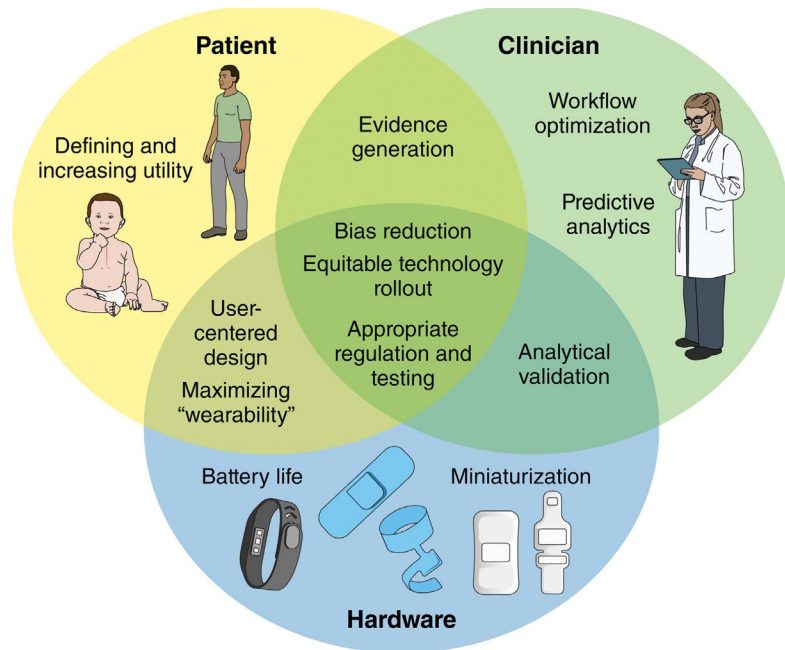 Patient
Clinician
Defining and
increasing utility
Evidence
generation
Workflow
optimization
Predictive
analytics
Bias reduction
Equitable technology
rollout
Appropriate
regulation and
testing
User-
centered
design
Maximizing
“wearability”
Analytical
validation
Battery life
Miniaturization
Hardware